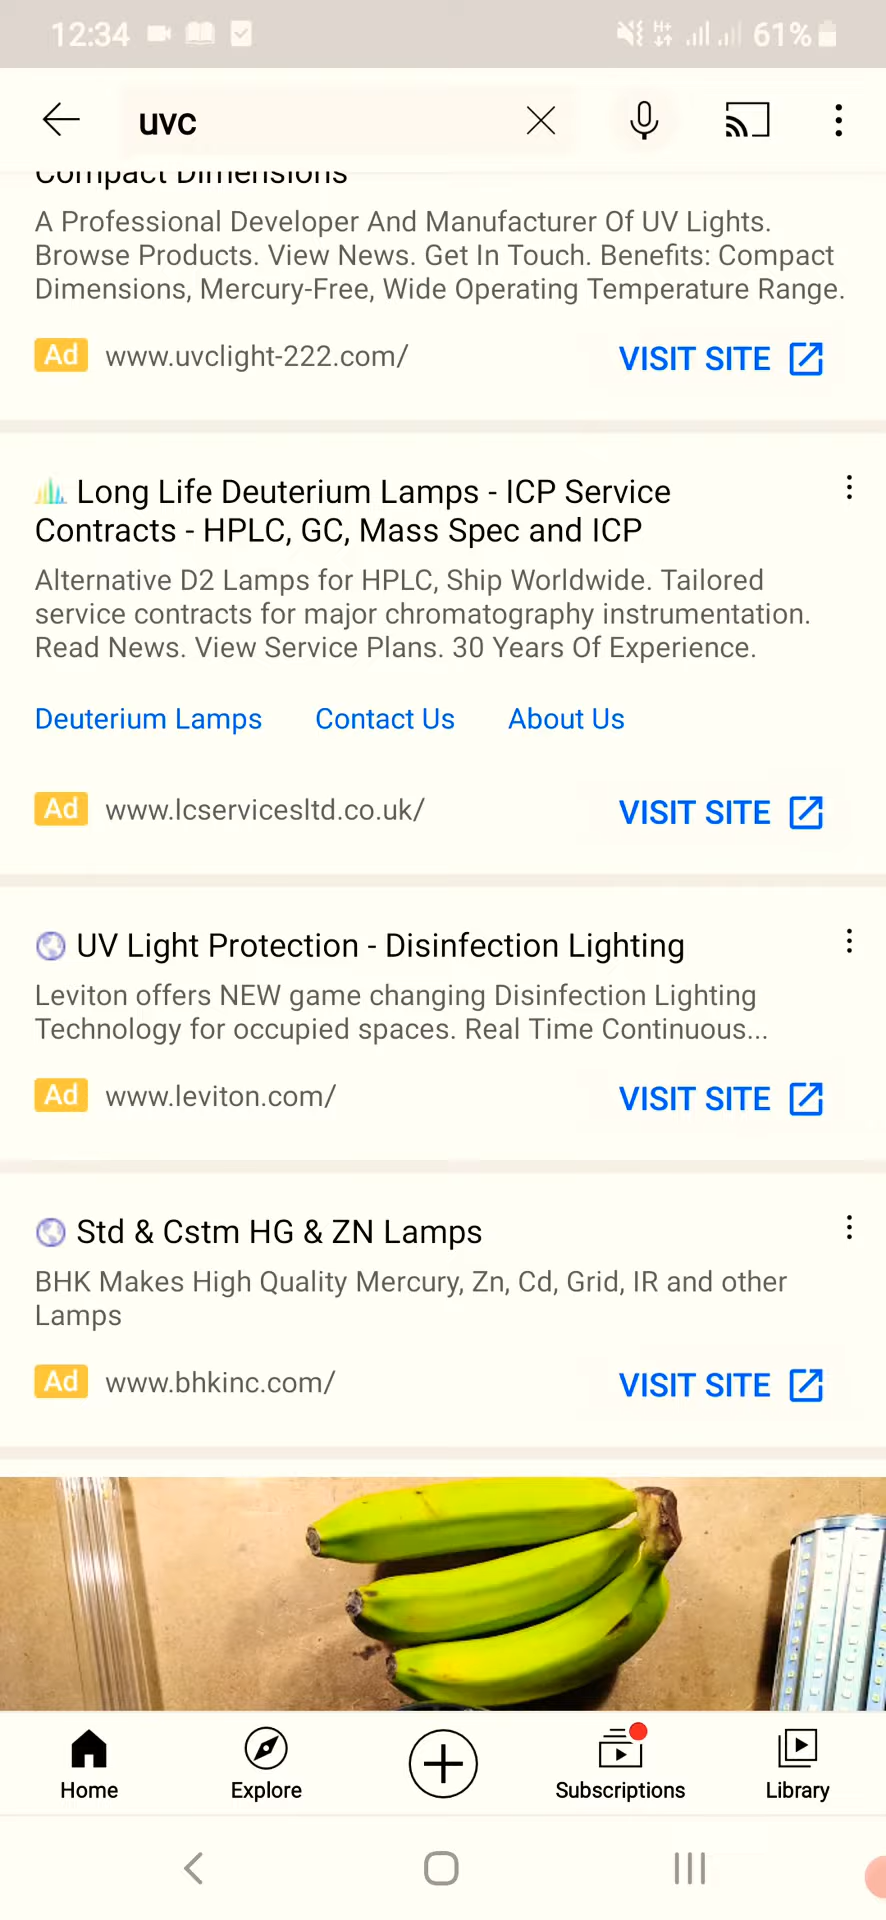 12:34
61%
uvc
Compact Dimensions
A Professional Developer And Manufacturer Of UV Lights.
Browse Products. View News. Get In Touch. Benefits: Compact
Dimensions, Mercury-Free, Wide Operating Temperature Range.
Ad www.uvclight-222.com/ VISIT SITE
Long Life Deuterium Lamps - ICP Service
Contracts - HPLC, GC, Mass Spec and ICP
Alternative D2 Lamps for HPLC, Ship Worldwide. Tailored
service contracts for major chromatography instrumentation.
Read News. View Service Plans. 30 Years Of Experience.
Deuterium Lamps Contact Us About Us
Ad www.lcservicesltd.co.uk/ VISIT SITE
UV Light Protection - Disinfection Lighting
Leviton offers NEW game changing Disinfection Lighting
Technology for occupied spaces. Real Time Continuous...
Ad www.leviton.com/ VISIT SITE
Std & Cstm HG & ZN Lamps
BHK Makes High Quality Mercury, Zn, Cd, Grid, IR and other
Lamps
Ad www.bhkinc.com/ VISIT SITE
Home Explore Subscriptions Library